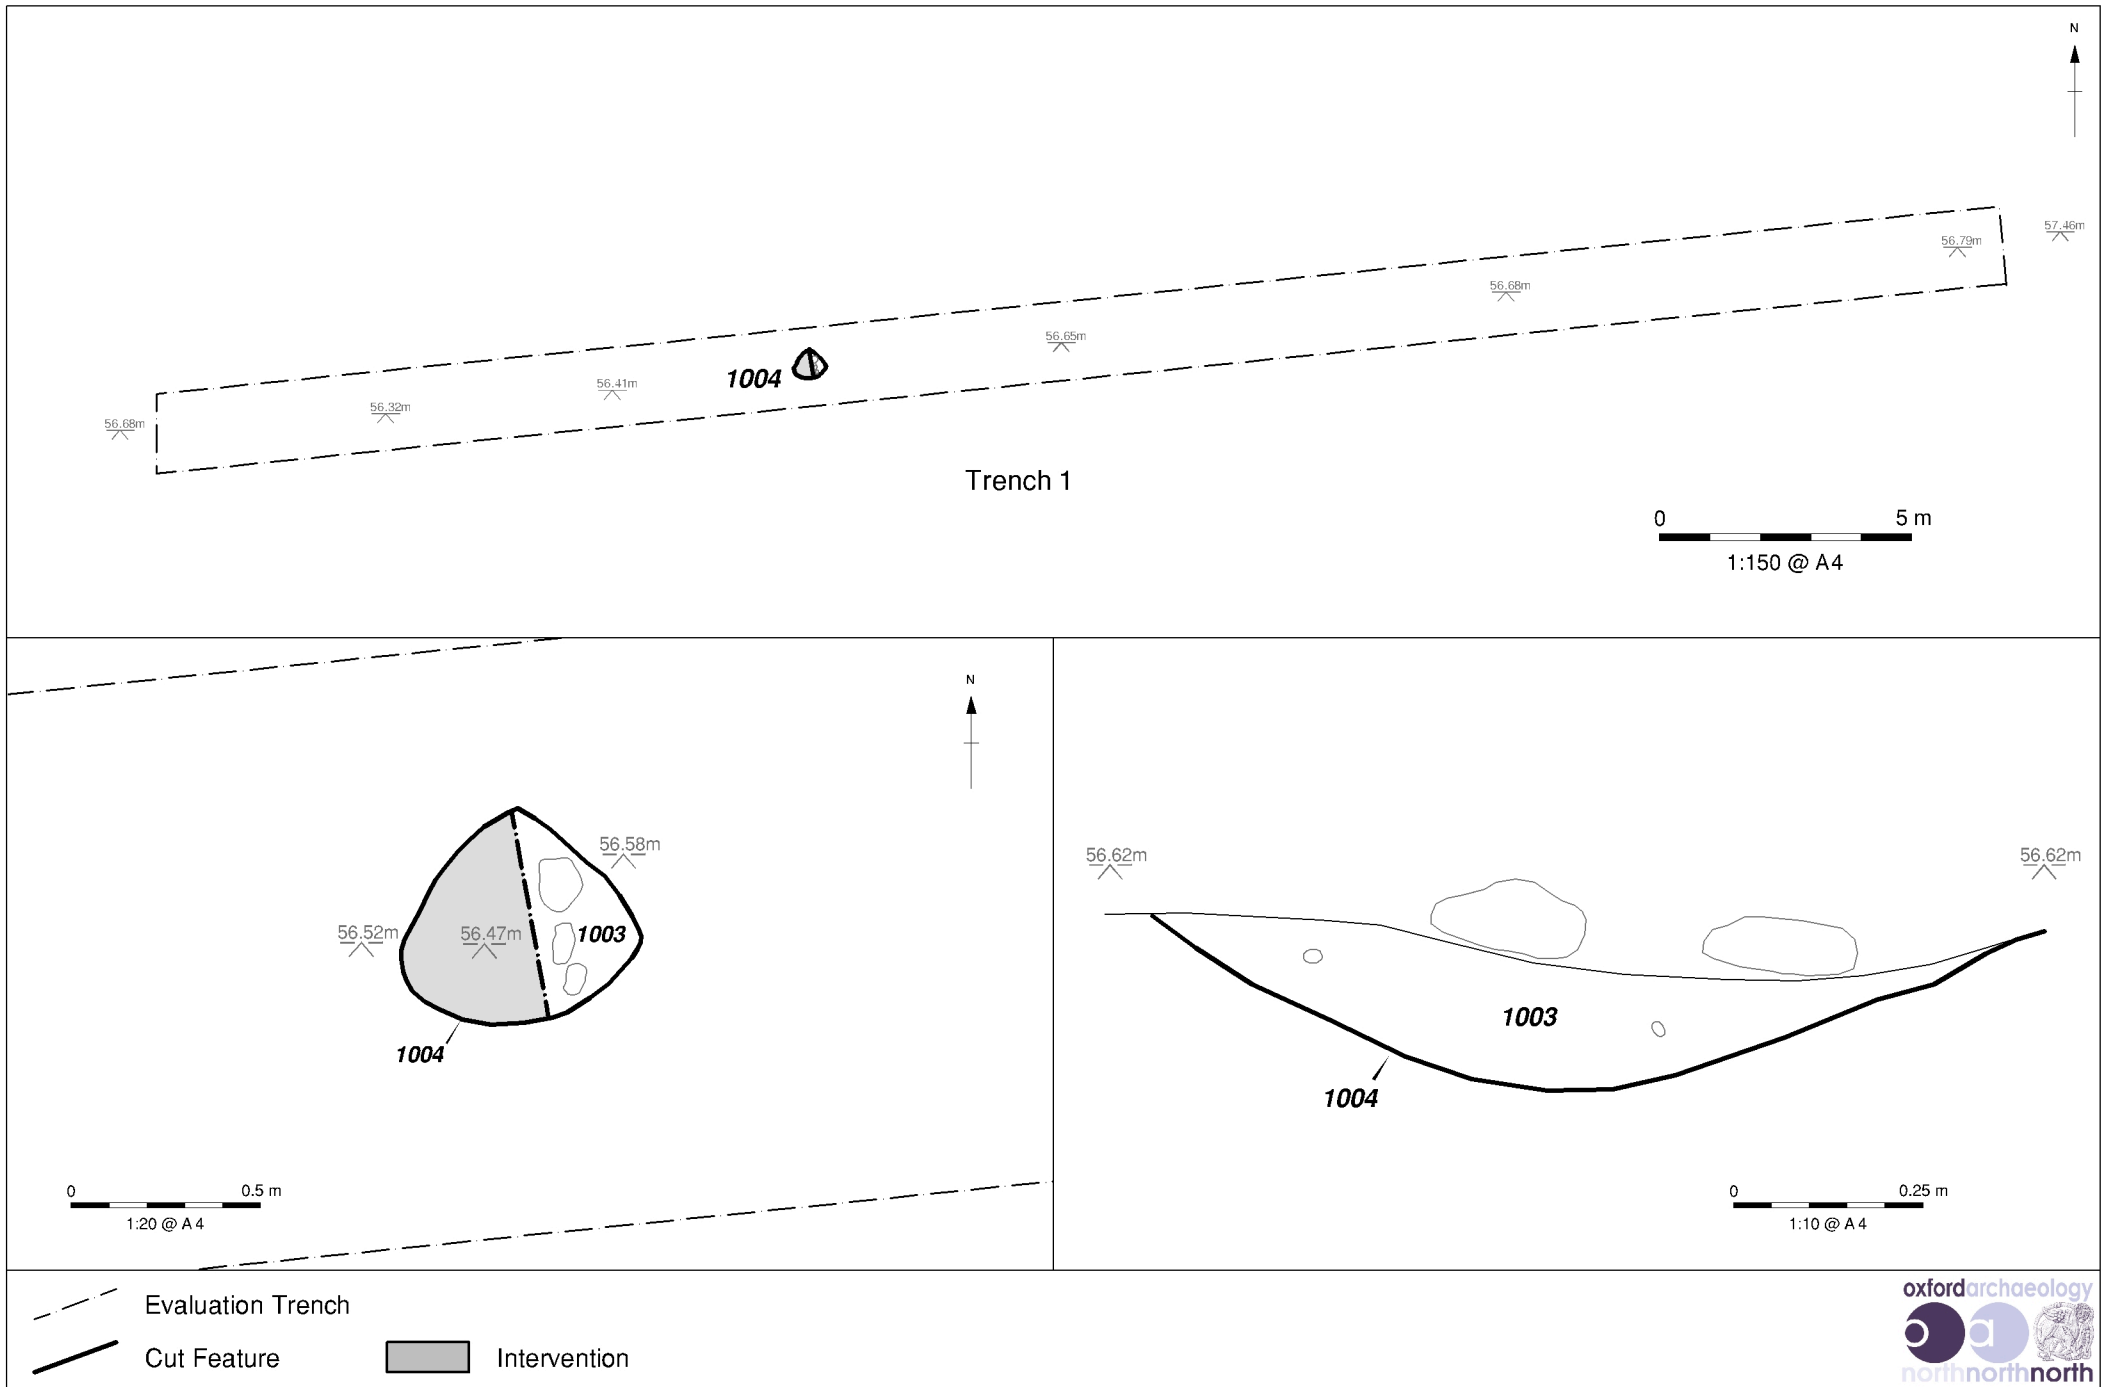 N
57.46m
56.79m
56.68m
56.65m
1004
56.41m
56.32m
56.68m
Trench 1
0 5 m
1:150 @ A4
N
56.58m
56.52m
56.47m
1003
1004
0 0.5 m
1:20 @ A4
56.62m
56.62m
1003
1004
0 0.25 m
1:10 @ A4
Evaluation Trench
Cut Feature
Intervention
oxfordarchaeology
oa
northnorthnorth